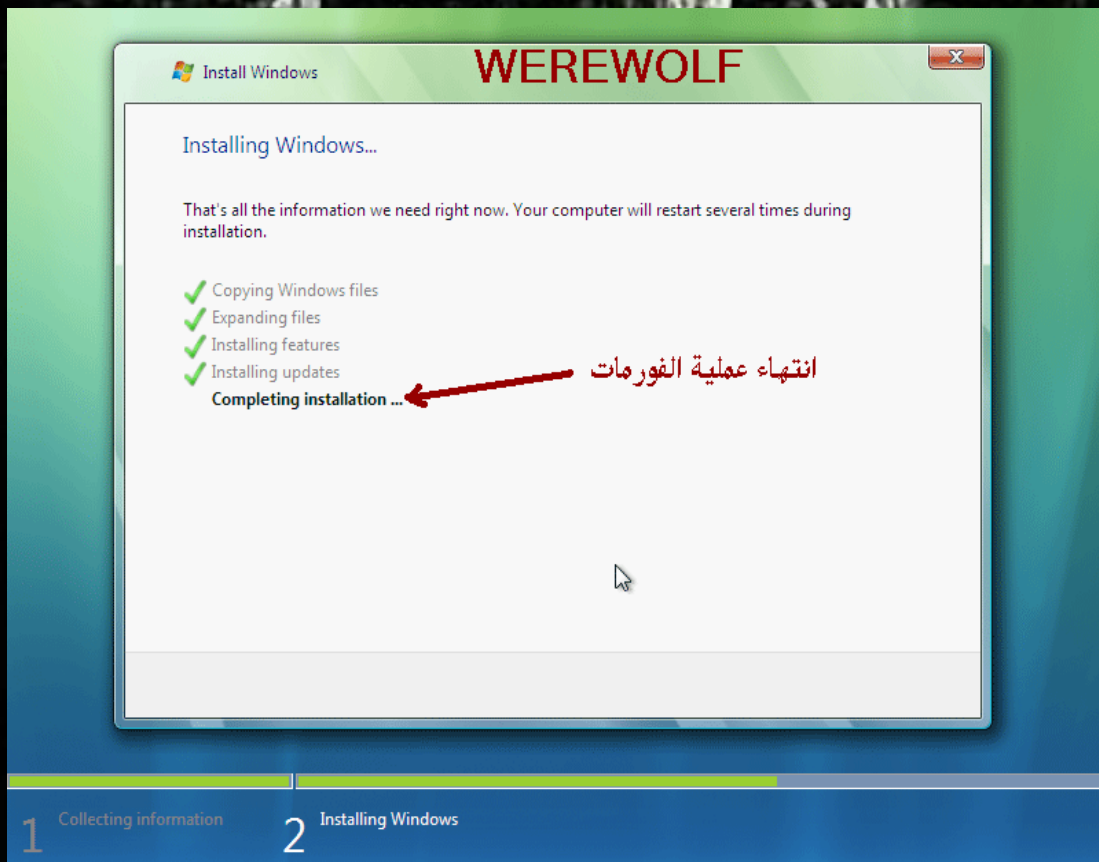 WEREWOLF
Install Windows
Installing Windows...
That's all the information we need right now. Your computer will restart several times during
installation.
Copying Windows files
Expanding files
Installing features
Installing updates
انتهاء عملية الفورمات
Completing installation ...
1 Collecting information
2 Installing Windows